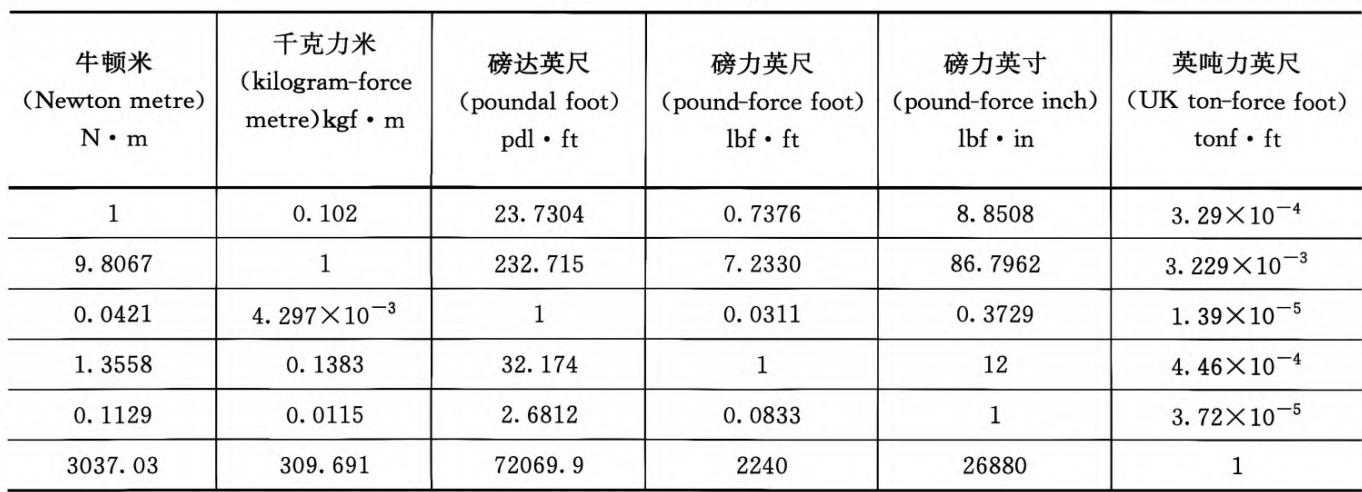 牛顿米 (Newton metre) N·m	千克力米 (kilogram-force metre)kgf·m	磅达英尺 (poundal foot) pdl·ft	磅力英尺 (pound-force foot) lbf·ft	磅力英寸 (pound-force inch) lbf·in	英吨力英尺 (UK ton-force foot) tonf·ft
1	0.102	23.7304	0.7376	8.8508	3.29×10⁻⁴
9.8067	1	232.715	7.2330	86.7962	3.229×10⁻³
0.0421	4.297×10⁻³	1	0.0311	0.3729	1.39×10⁻⁵
1.3558	0.1383	32.174	1	12	4.46×10⁻⁴
0.1129	0.0115	2.6812	0.0833	1	3.72×10⁻⁵
3037.03	309.691	72069.9	2240	26880	1